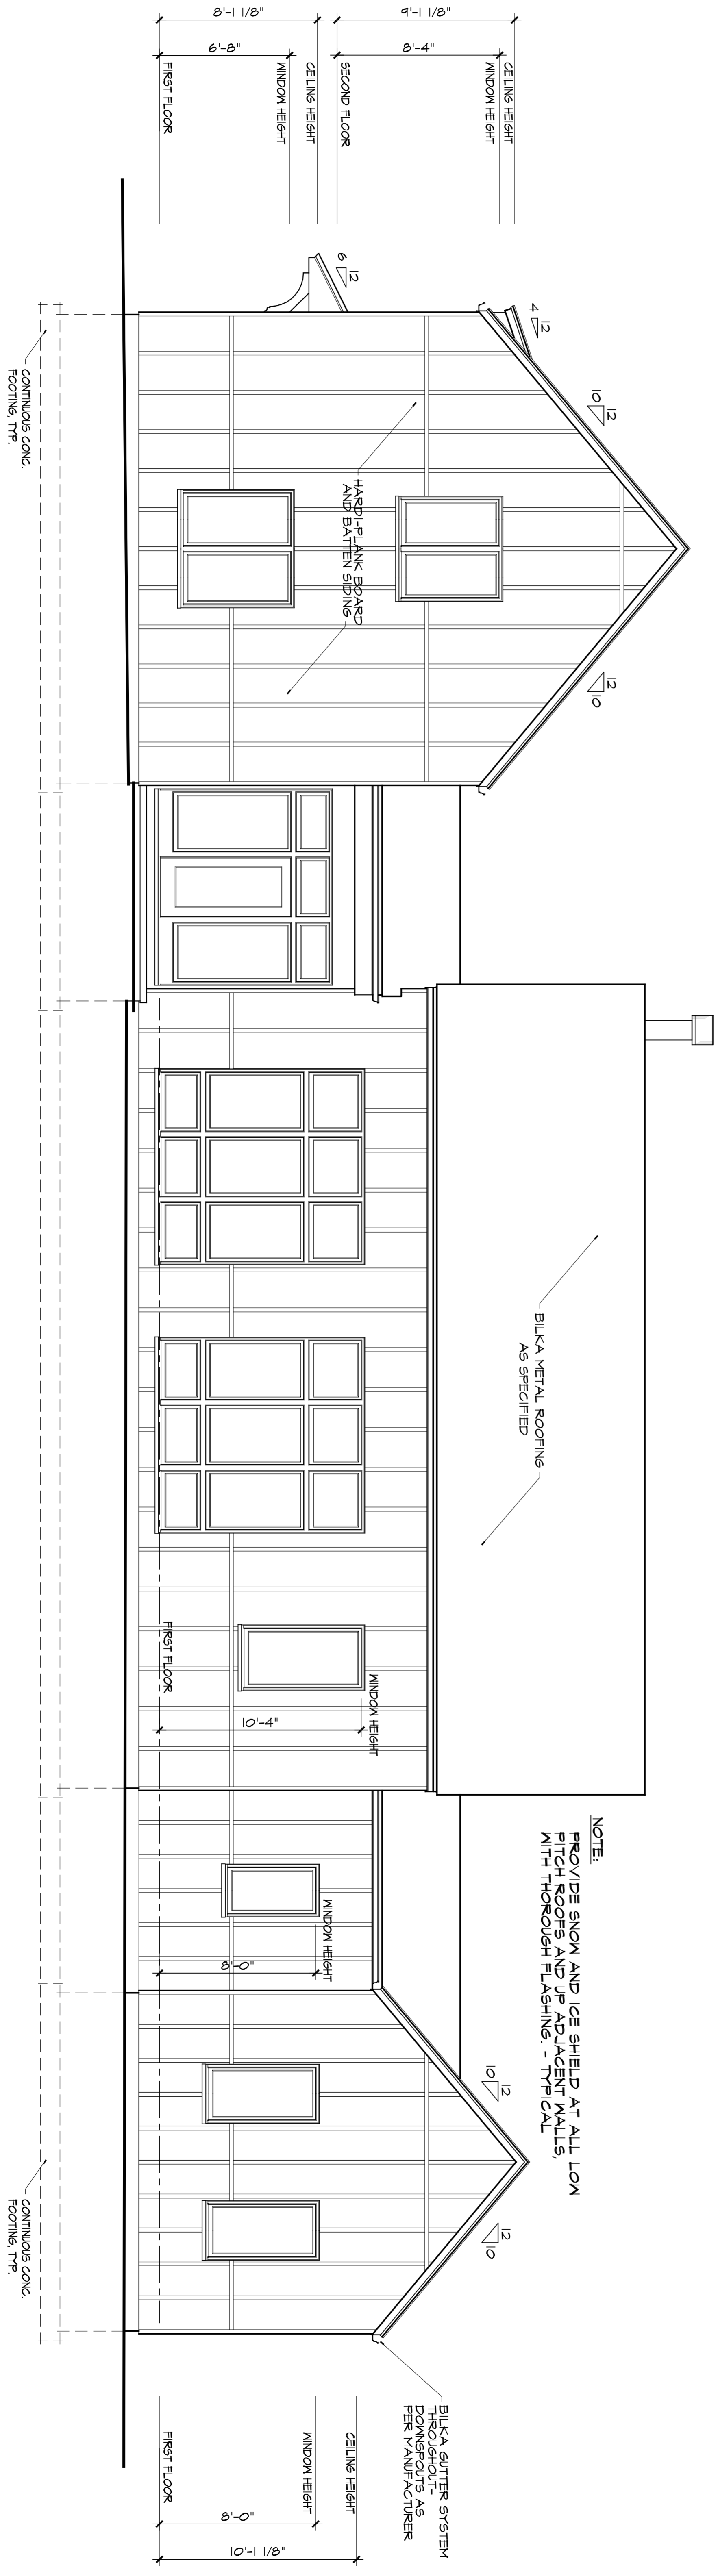 9'-1 1/8"
8'-4"
CEILING HEIGHT
WINDOW HEIGHT
SECOND FLOOR
8'-1 1/8"
6'-8"
CEILING HEIGHT
WINDOW HEIGHT
FIRST FLOOR
12
4
12
6
12
10
12
10
HARDI-PLANK BOARD
AND BATTEN SIDING
CONTINUOUS CONC.
FOOTING, TYP.
BILKA METAL ROOFING
AS SPECIFIED
FIRST FLOOR
WINDOW HEIGHT
10'-4"
NOTE:
PROVIDE SNOW AND ICE SHIELD AT ALL LOW
PITCH ROOFS AND UP ADJACENT WALLS,
WITH THOROUGH FLASHING. - TYPICAL
WINDOW HEIGHT
8'-0"
12
10
12
10
CONTINUOUS CONC.
FOOTING, TYP.
BILKA GUTTER SYSTEM
THROUGHOUT-
DOWNSPOUTS AS
PER MANUFACTURER
CEILING HEIGHT
WINDOW HEIGHT
FIRST FLOOR
8'-0"
10'-1 1/8"